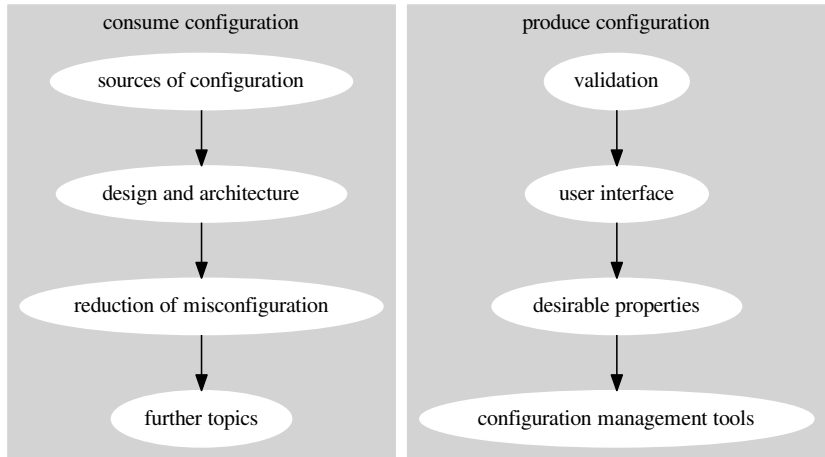 consume configuration
sources of configuration
design and architecture
reduction of misconfiguration
further topics
produce configuration
validation
user interface
desirable properties
configuration management tools